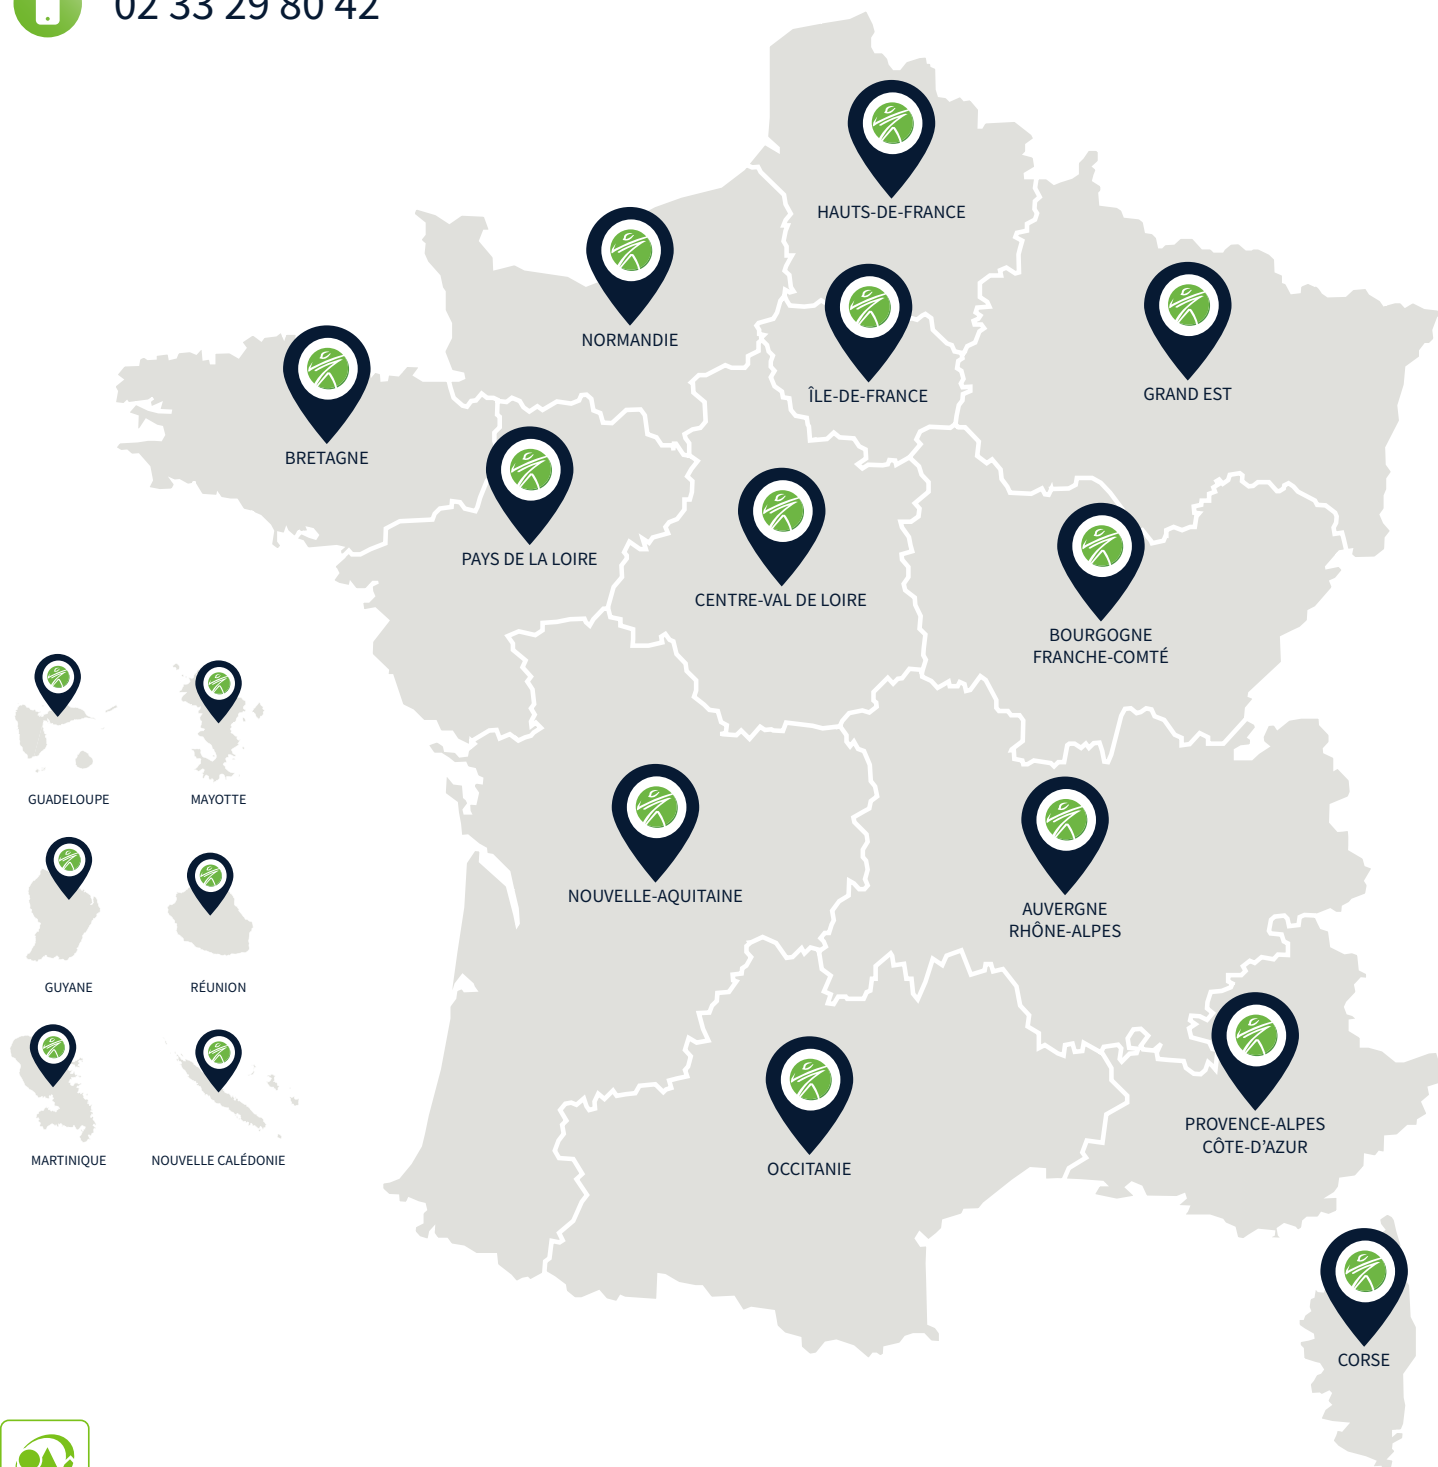 02 33 29 80 42
HAUTS-DE-FRANCE
NORMANDIE
ÎLE-DE-FRANCE
GRAND EST
BRETAGNE
PAYS DE LA LOIRE
CENTRE-VAL DE LOIRE
BOURGOGNE
FRANCHE-COMTÉ
GUADELOUPE
MAYOTTE
NOUVELLE-AQUITAINE
AUVERGNE
RHÔNE-ALPES
GUYANE
RÉUNION
PROVENCE-ALPES
CÔTE-D’AZUR
MARTINIQUE
NOUVELLE CALÉDONIE
OCCITANIE
CORSE